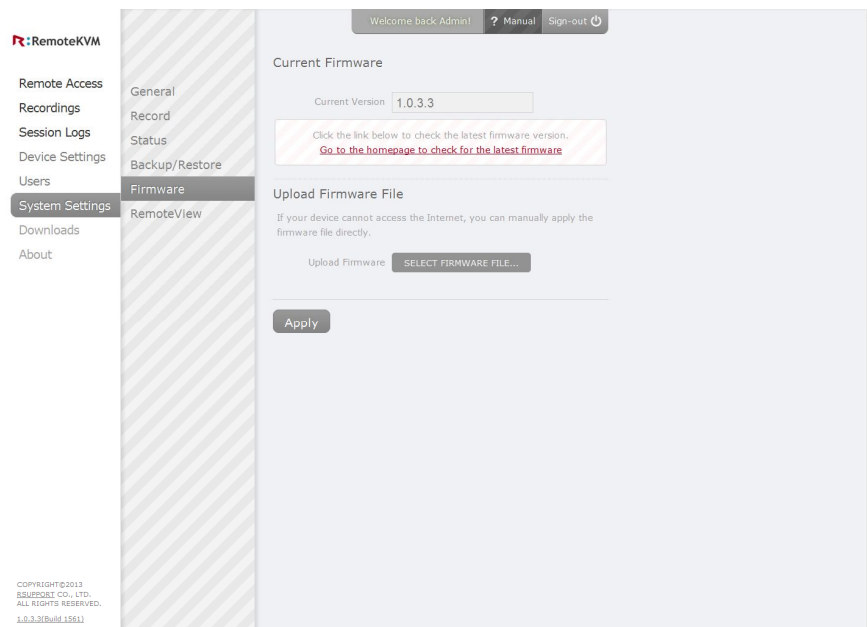 Welcome back Admin!
? Manual
Sign-out
R:RemoteKVM
Remote Access
Recordings
Session Logs
Device Settings
Users
System Settings
Downloads
About
General
Record
Status
Backup/Restore
Firmware
RemoteView
Current Firmware
Current Version 1.0.3.3
Click the link below to check the latest firmware version.
Go to the homepage to check for the latest firmware
Upload Firmware File
If your device cannot access the Internet, you can manually apply the
firmware file directly.
Upload Firmware SELECT FIRMWARE FILE...
Apply
COPYRIGHT©2013
RSUPPORT CO., LTD.
ALL RIGHTS RESERVED.
1.0.3.3(Build 1561)